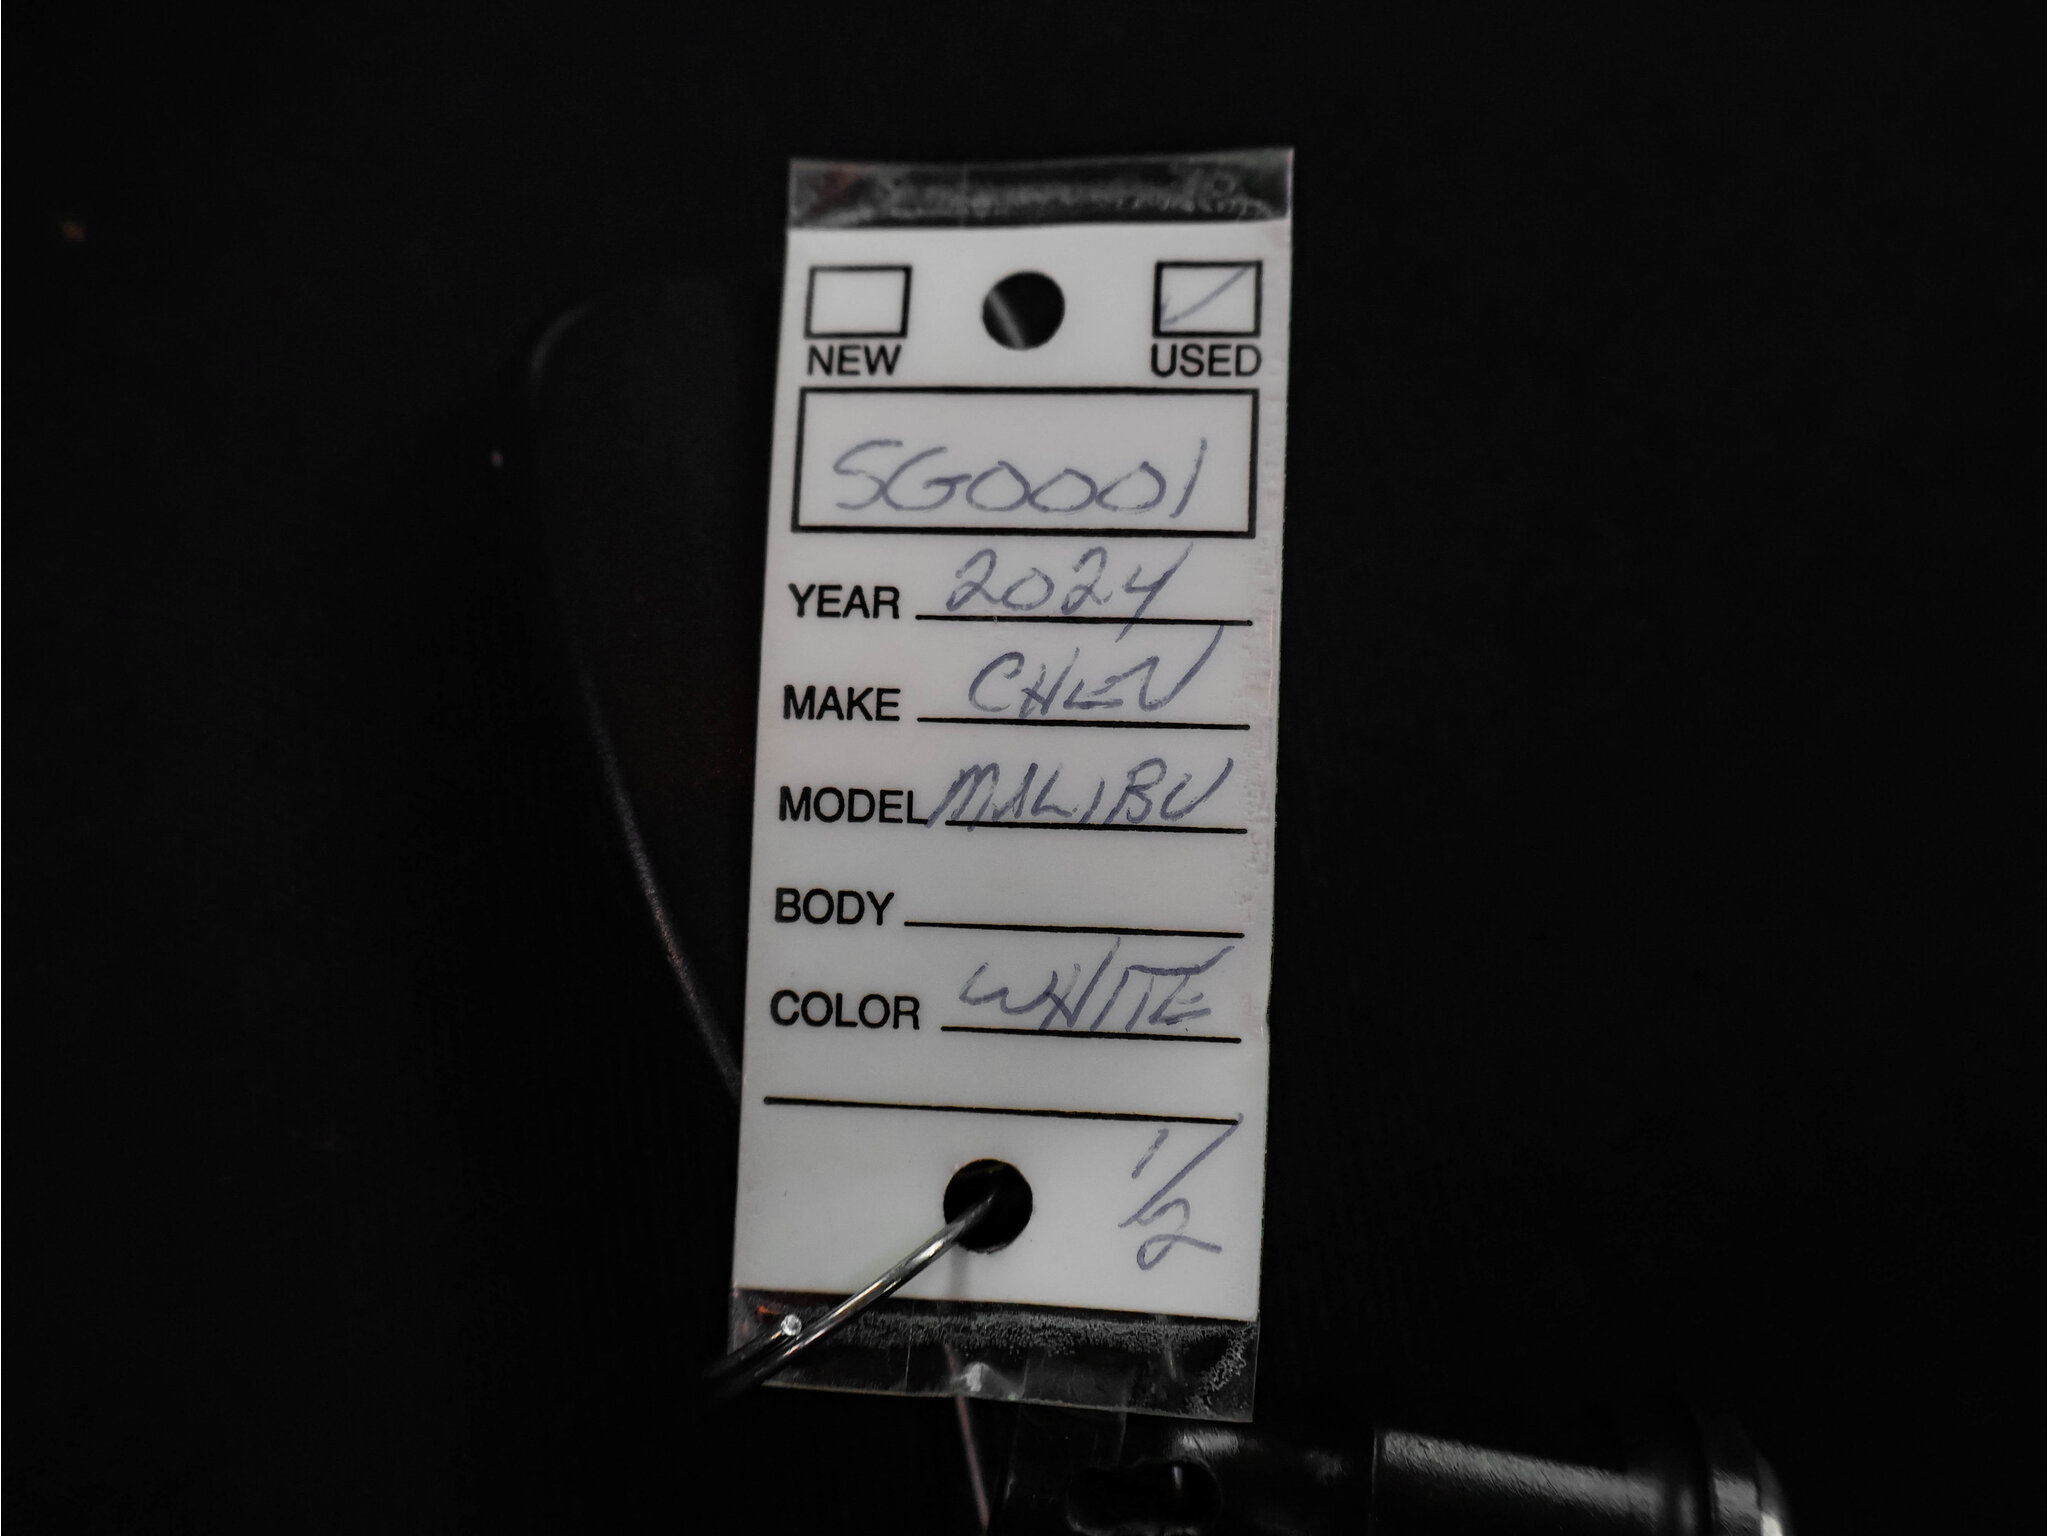 NEW USED
SG0001
YEAR 2024
MAKE CHEV
MODEL MALIBU
BODY
COLOR WHITE
1/2